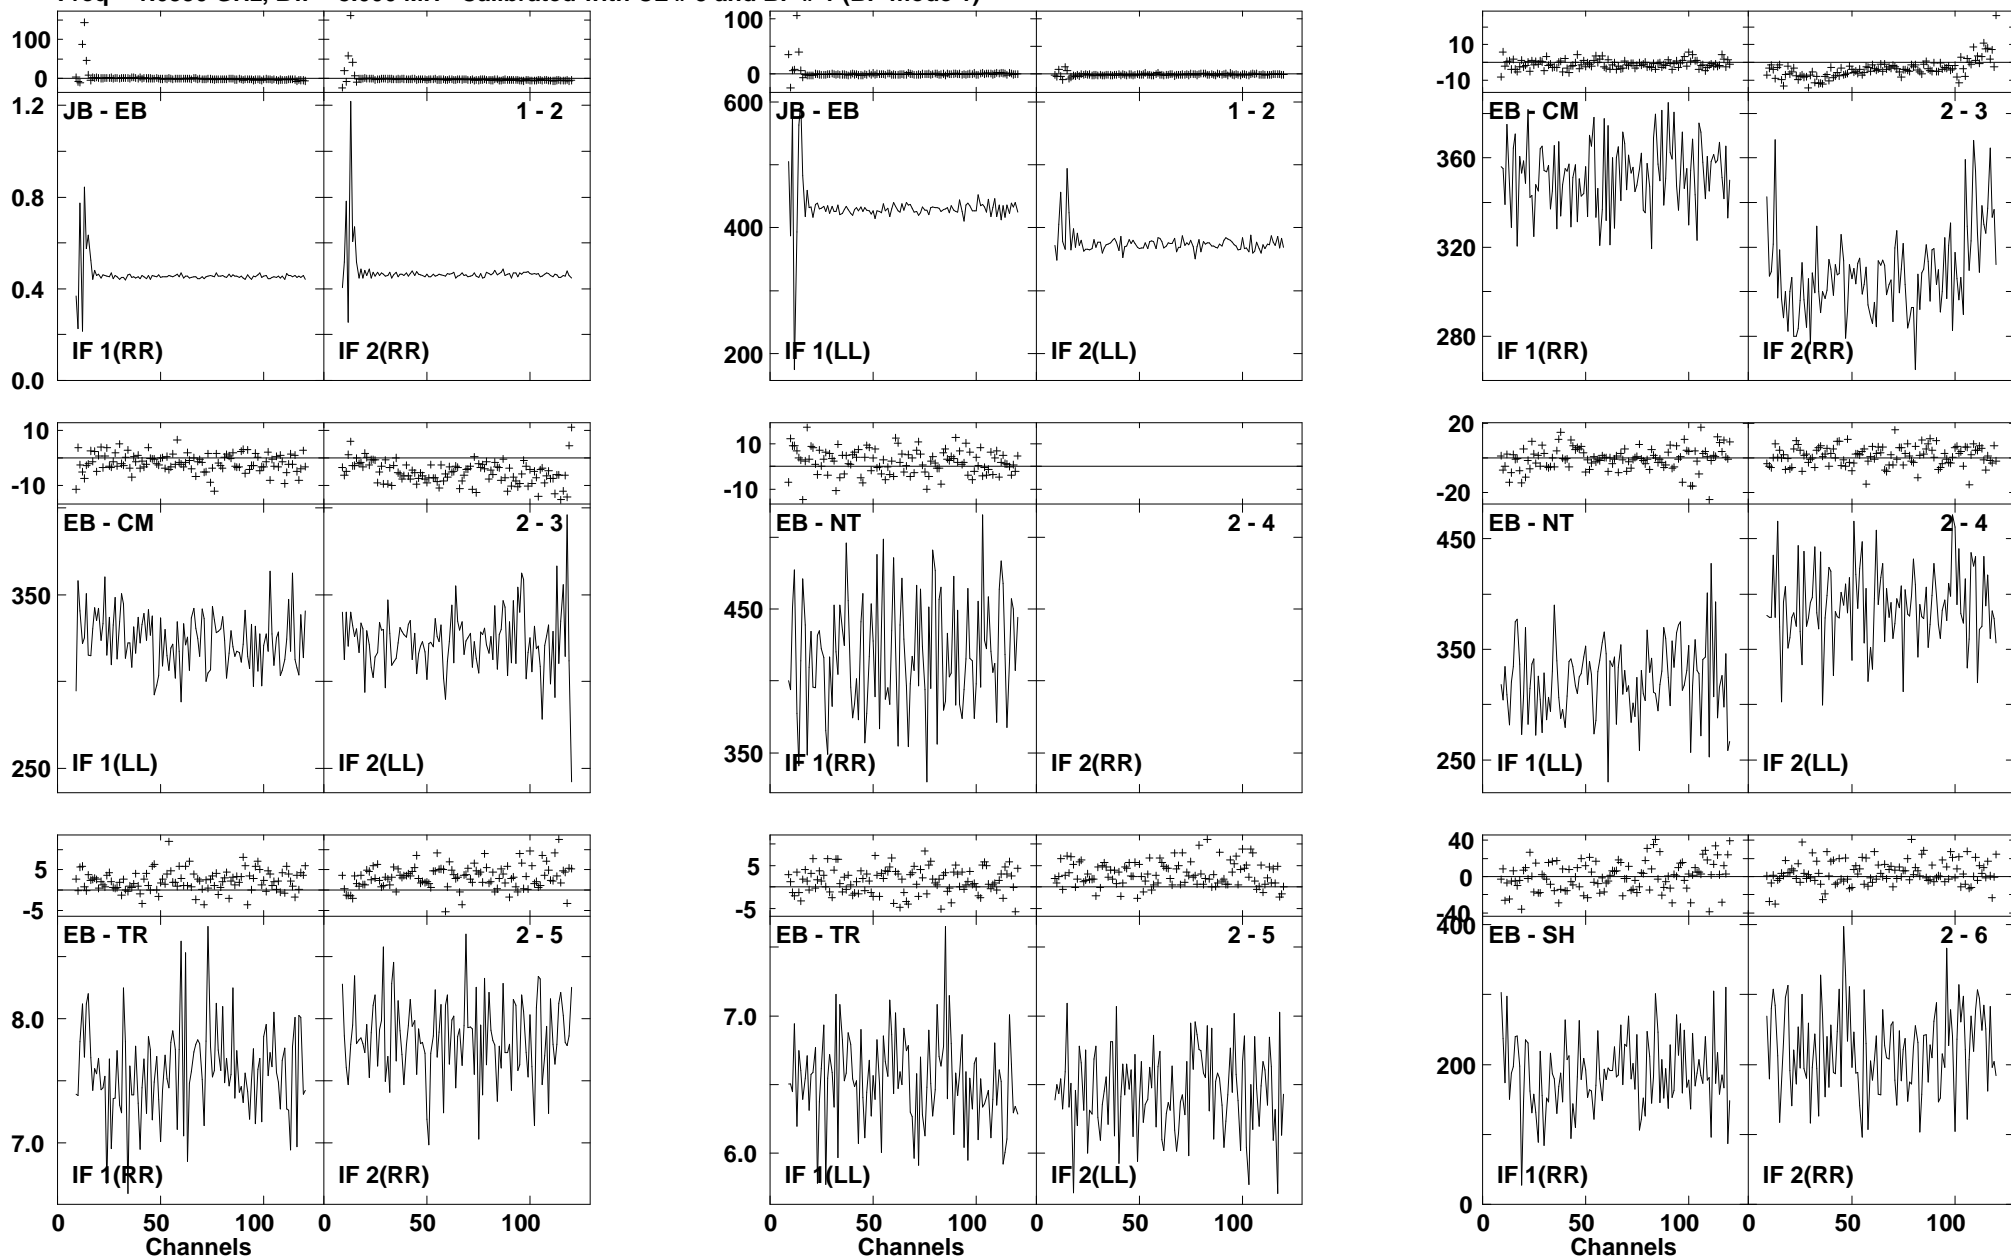 100
0
100
0
10
-10
1.2
0.8
0.4
0.0
JB - EB
1 - 2
IF 1(RR)
IF 2(RR)
600
400
200
JB - EB
1 - 2
IF 1(LL)
IF 2(LL)
360
320
280
EB - CM
2 - 3
IF 1(RR)
IF 2(RR)
10
-10
350
250
EB - CM
2 - 3
IF 1(LL)
IF 2(LL)
10
-10
450
350
EB - NT
2 - 4
IF 1(RR)
IF 2(RR)
20
-20
450
350
250
EB - NT
2 - 4
IF 1(LL)
IF 2(LL)
5
-5
8.0
7.0
EB - TR
2 - 5
IF 1(RR)
IF 2(RR)
0 50 100 0 50 100
Channels
5
-5
7.0
6.0
EB - TR
2 - 5
IF 1(LL)
IF 2(LL)
0 50 100 0 50 100
Channels
40
0
-40
400
200
0
EB - SH
2 - 6
IF 1(RR)
IF 2(RR)
0 50 100 0 50 100
Channels